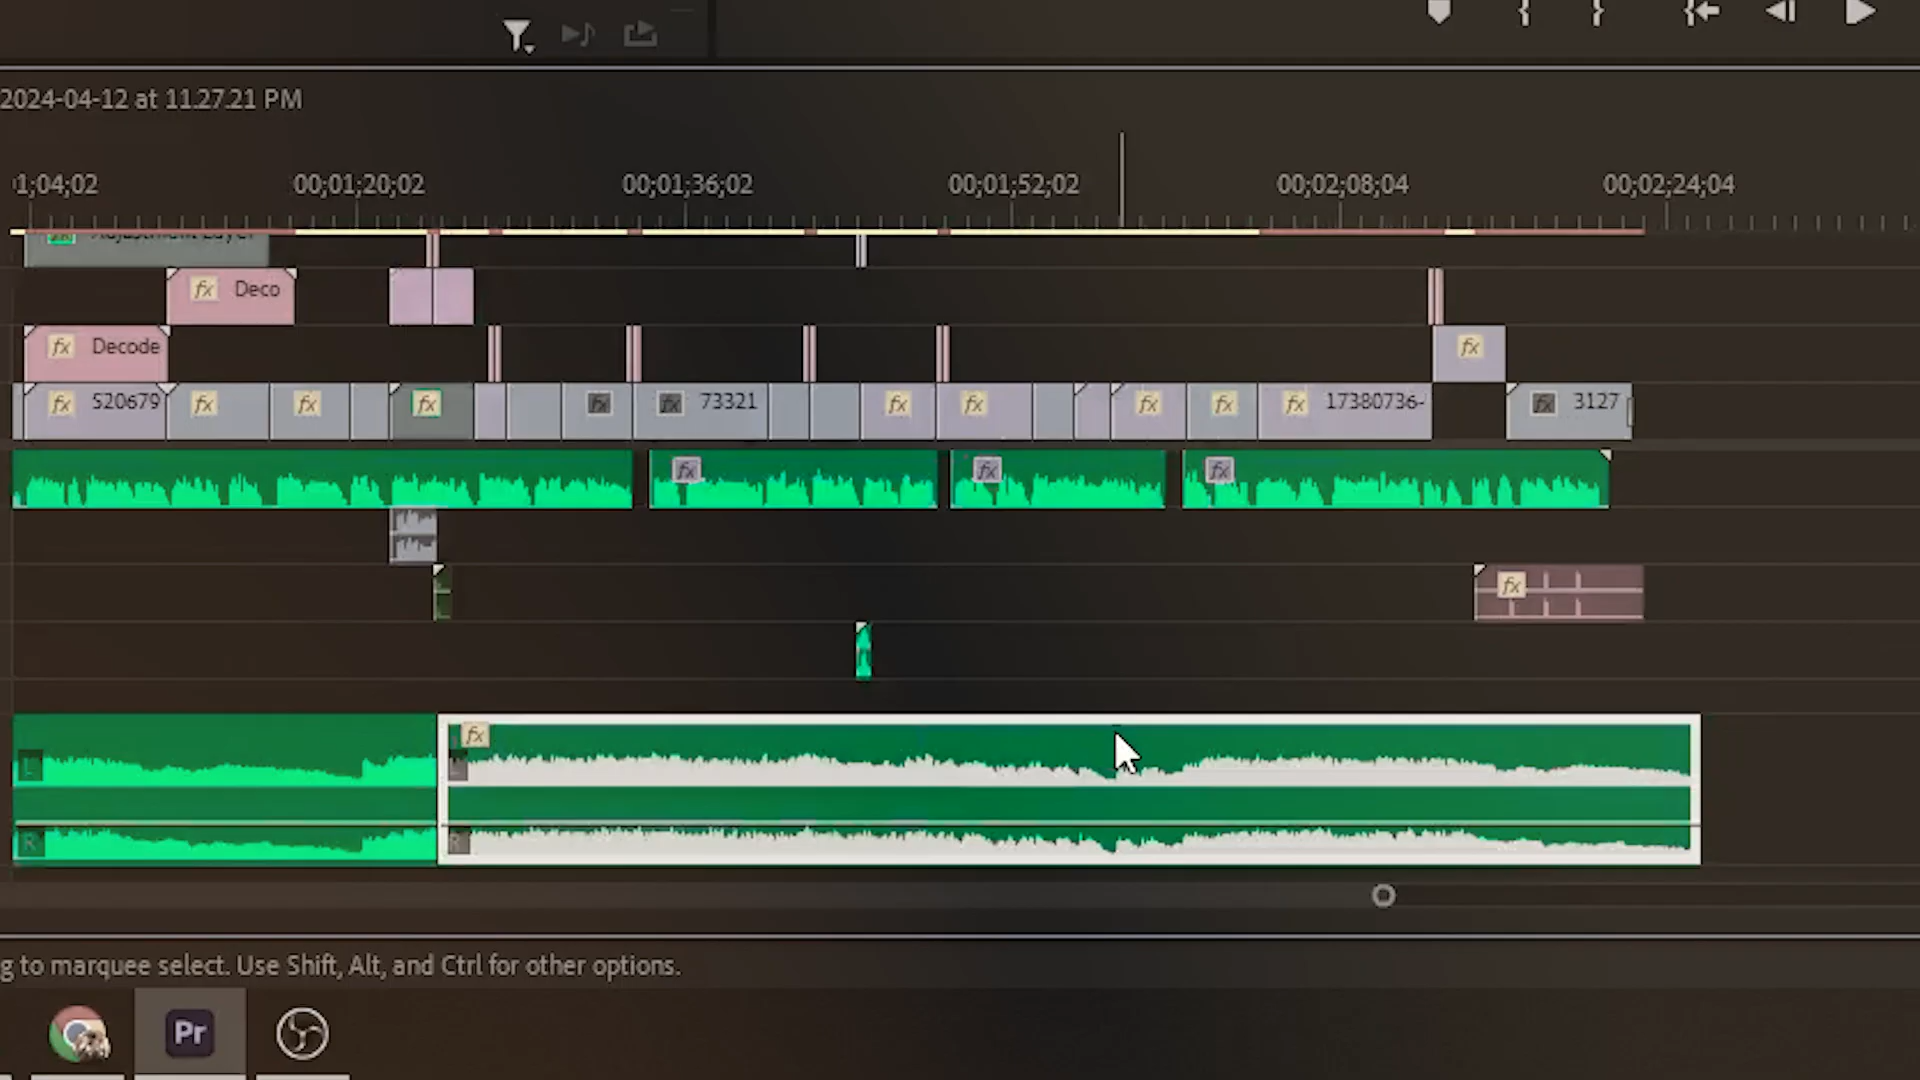 2024-04-12 at 11.27.21 PM
1;04;02 00;01;20;02 00;01;36;02 00;01;52;02 00;02;08;04 00;02;24;04
Adjustment Layer
fx Deco
fx Decode fx
fx S20679 fx fx fx fx fx 73321 fx fx fx fx fx 17380736- fx 3127
fx fx fx
fx
fx
L L
R R
g to marquee select. Use Shift, Alt, and Ctrl for other options.
Pr